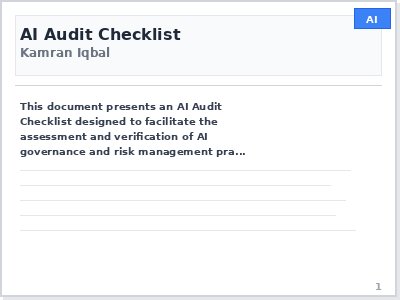 AI
AI Audit Checklist
Kamran Iqbal
This document presents an AI Audit
Checklist designed to facilitate the
assessment and verification of AI
governance and risk management pra...
1